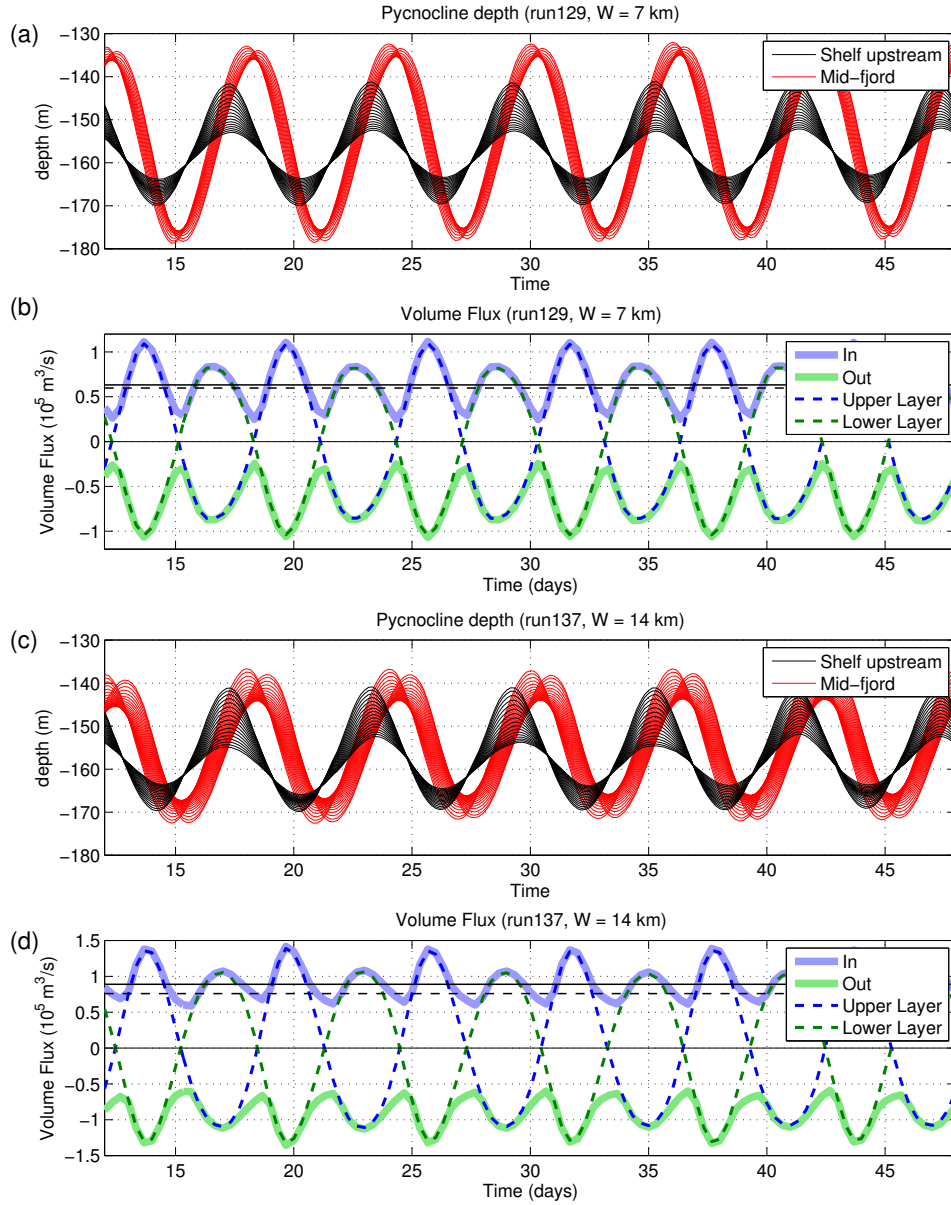 Pycnocline depth (run129, W = 7 km)
(a)
−130
−140
−150
−160
−170
−180
depth (m)
Shelf upstream
Mid−fjord
15 20 25 30 35 40 45
Time
Volume Flux (run129, W = 7 km)
(b)
1
0.5
0
−0.5
−1
Volume Flux (10⁵ m³/s)
In
Out
Upper Layer
Lower Layer
15 20 25 30 35 40 45
Time (days)
Pycnocline depth (run137, W = 14 km)
(c)
−130
−140
−150
−160
−170
−180
depth (m)
Shelf upstream
Mid−fjord
15 20 25 30 35 40 45
Time
Volume Flux (run137, W = 14 km)
(d)
1.5
1
0.5
0
−0.5
−1
−1.5
Volume Flux (10⁵ m³/s)
In
Out
Upper Layer
Lower Layer
15 20 25 30 35 40 45
Time (days)